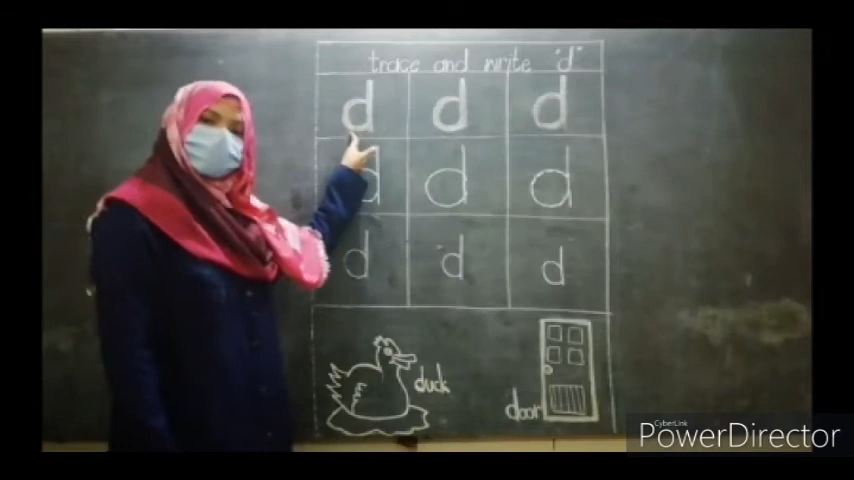 trace and write "d"
d d d
d d d
d d d
duck
door
CyberLink
PowerDirector